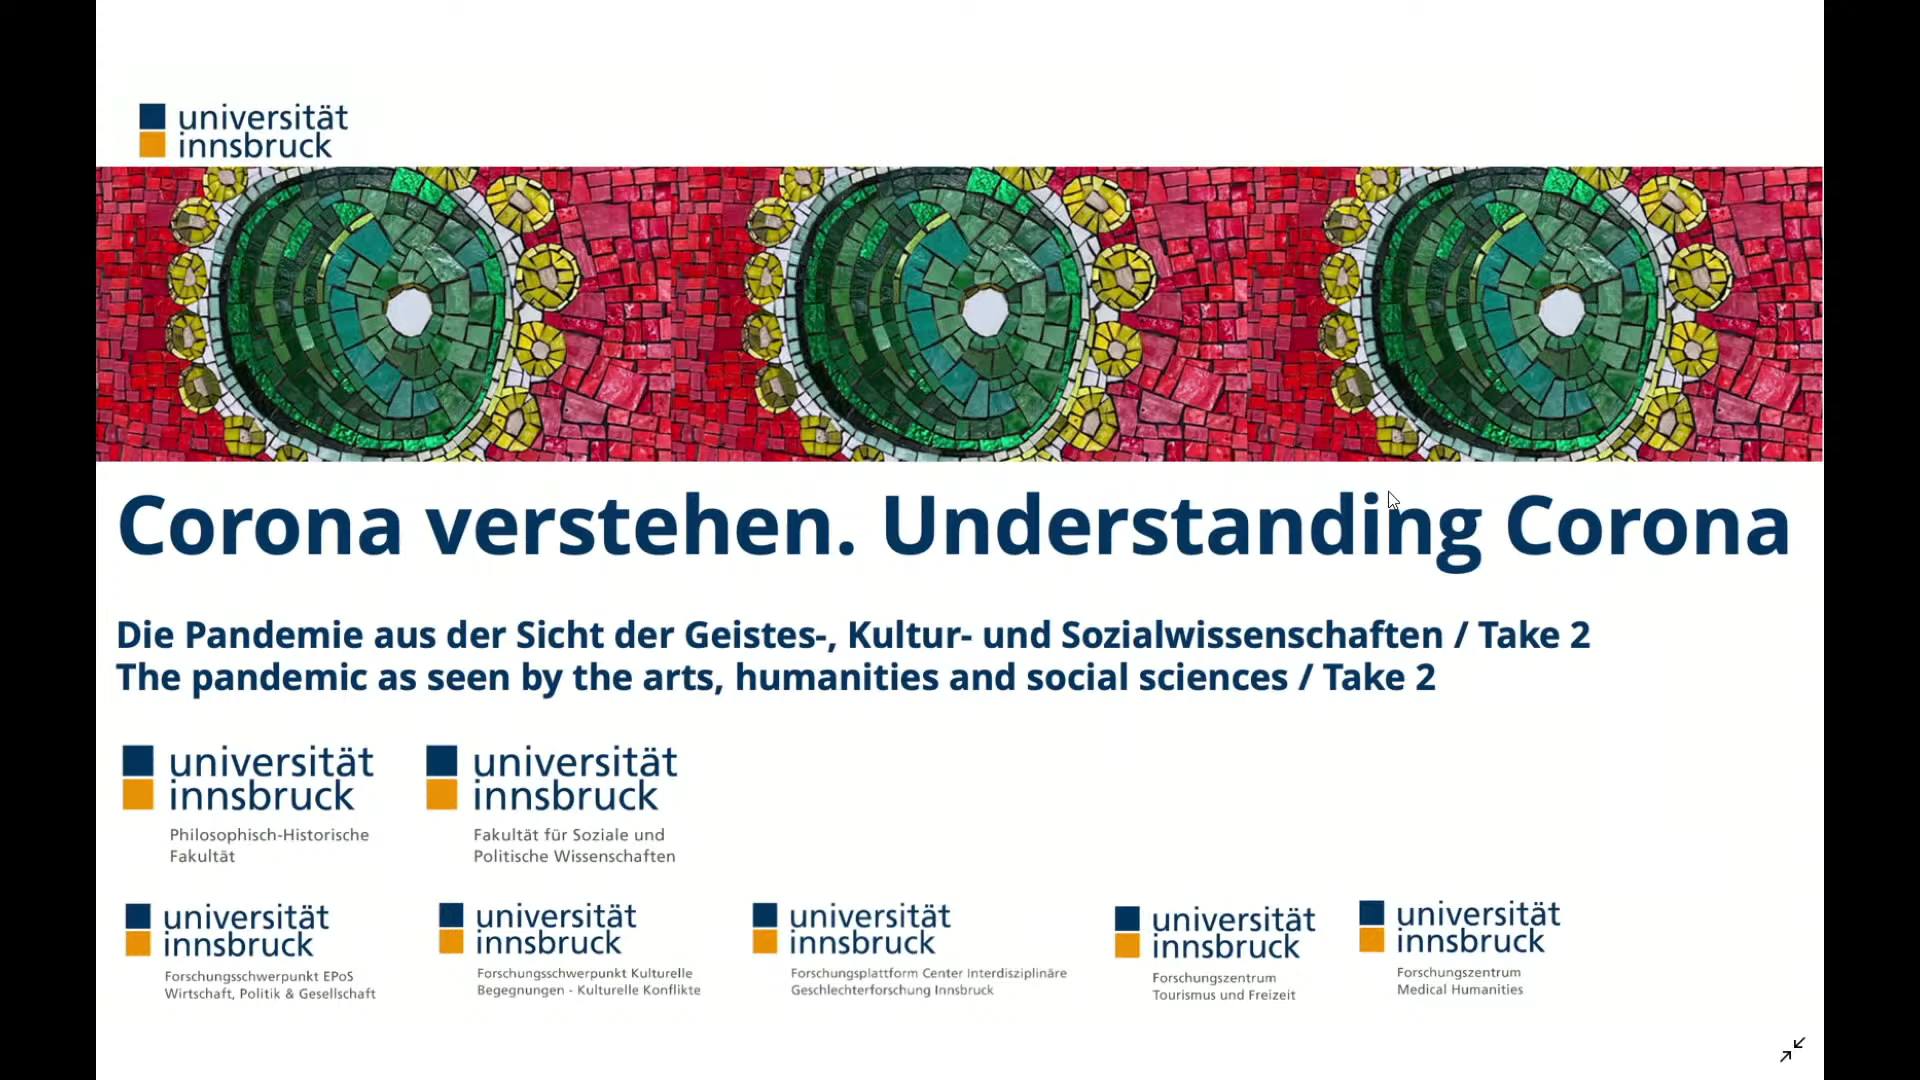 universität
innsbruck
Corona verstehen. Understanding Corona
Die Pandemie aus der Sicht der Geistes-, Kultur- und Sozialwissenschaften / Take 2
The pandemic as seen by the arts, humanities and social sciences / Take 2
universität
innsbruck
Philosophisch-Historische
Fakultät
universität
innsbruck
Fakultät für Soziale und
Politische Wissenschaften
universität
innsbruck
Forschungsschwerpunkt EPoS
Wirtschaft, Politik & Gesellschaft
universität
innsbruck
Forschungsschwerpunkt Kulturelle
Begegnungen - Kulturelle Konflikte
universität
innsbruck
Forschungsplattform Center Interdisziplinäre
Geschlechterforschung Innsbruck
universität
innsbruck
Forschungszentrum
Tourismus und Freizeit
universität
innsbruck
Forschungszentrum
Medical Humanities